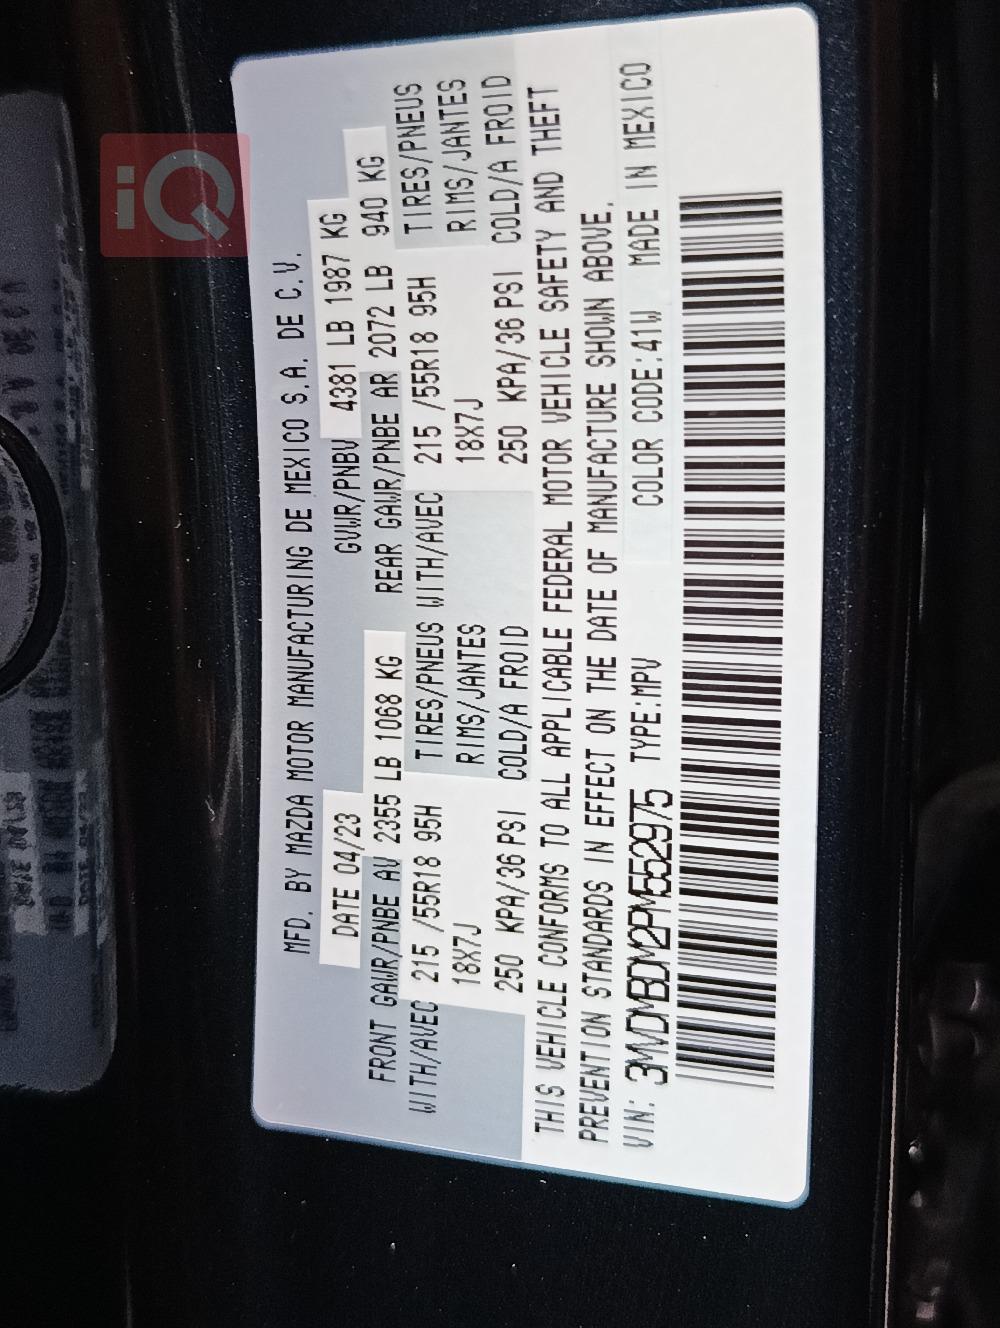 MFD. BY MAZDA MOTOR MANUFACTURING DE MEXICO S.A. DE C.V.
DATE 04/23 GVWR/PNBV 4381 LB 1987 KG
FRONT GAWR/PNBE AV 2355 LB 1068 KG REAR GAWR/PNBE AR 2072 LB 940 KG
WITH/AVEC 215 /55R18 95H TIRES/PNEUS WITH/AVEC 215 /55R18 95H TIRES/PNEUS
18X7J RIMS/JANTES 18X7J RIMS/JANTES
250 KPA/36 PSI COLD/A FROID 250 KPA/36 PSI COLD/A FROID
THIS VEHICLE CONFORMS TO ALL APPLICABLE FEDERAL MOTOR VEHICLE SAFETY AND THEFT
PREVENTION STANDARDS IN EFFECT ON THE DATE OF MANUFACTURE SHOWN ABOVE.
VIN: 3MVDMBDM2PM552975 TYPE:MPV COLOR CODE:41W MADE IN MEXICO
iQ